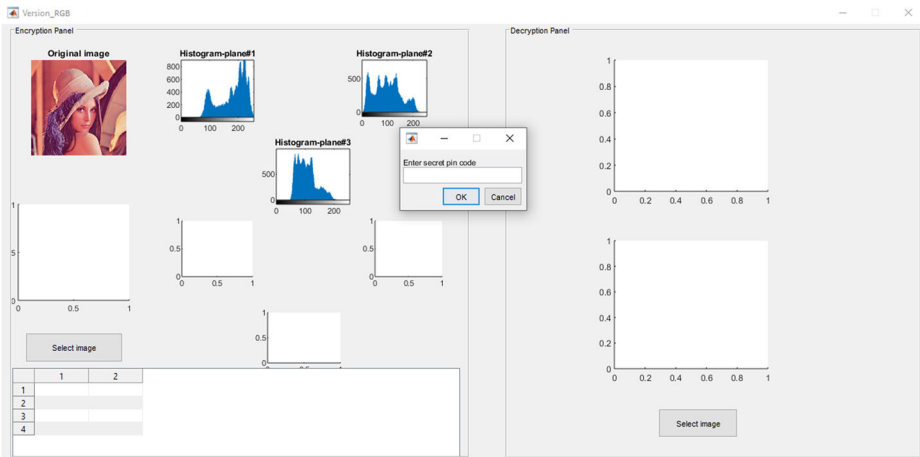 Version_RGB
Encryption Panel
Original image
Histogram-plane#1
800
600
400
200
0
0 100 200
Histogram-plane#2
500
0
0 100 200
Histogram-plane#3
500
0
0 100 200
Enter secret pin code
OK Cancel
1
5
0
0 0.5 1
1
0.5
0
0 0.5 1
1
0.5
0
0 0.5 1
1
0.5
0
Select image
1 2
1
2
3
4
Decryption Panel
1
0.8
0.6
0.4
0.2
0
0 0.2 0.4 0.6 0.8 1
1
0.8
0.6
0.4
0.2
0
0 0.2 0.4 0.6 0.8 1
Select image